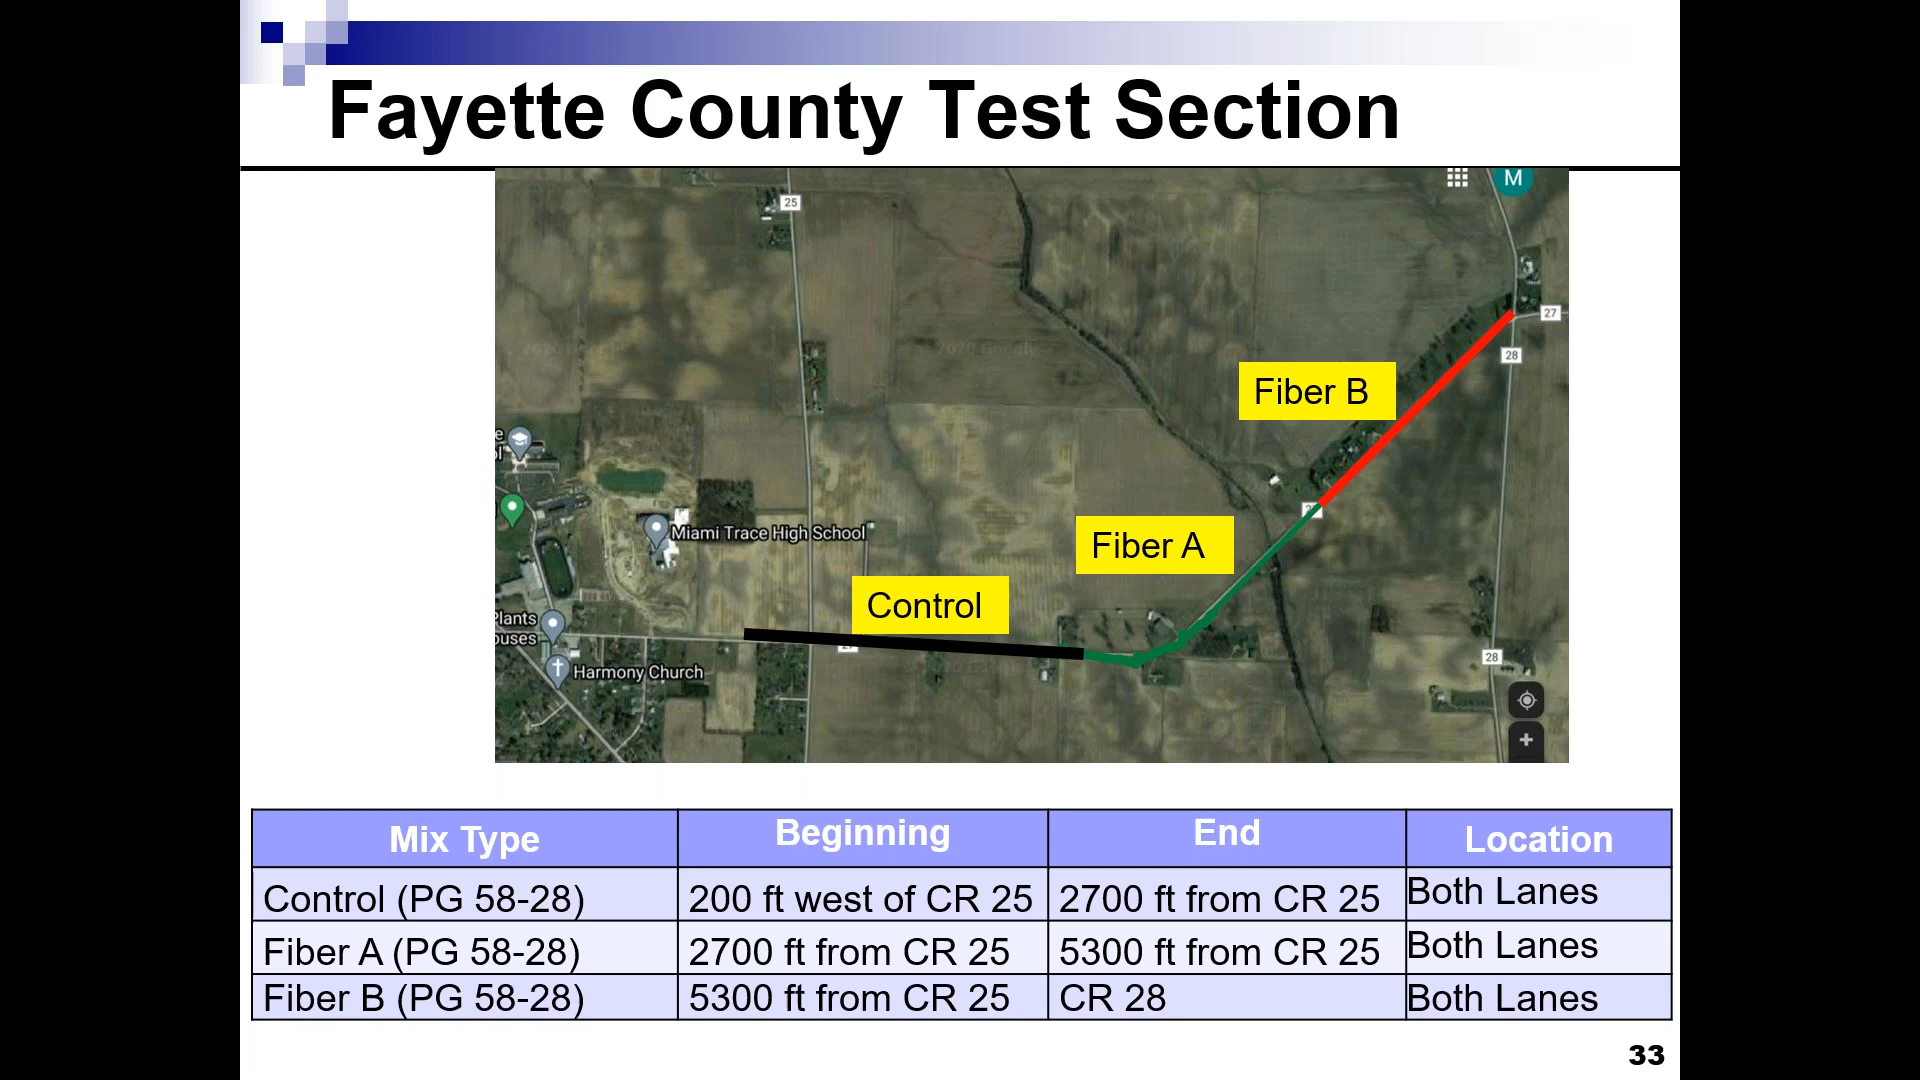 Fayette County Test Section
M
25
27
28
Fiber B
Fiber A
Miami Trace High School
Control
Plants
27
28
Harmony Church
Mix Type Beginning End Location
Control (PG 58-28) 200 ft west of CR 25 2700 ft from CR 25 Both Lanes
Fiber A (PG 58-28) 2700 ft from CR 25 5300 ft from CR 25 Both Lanes
Fiber B (PG 58-28) 5300 ft from CR 25 CR 28 Both Lanes
33